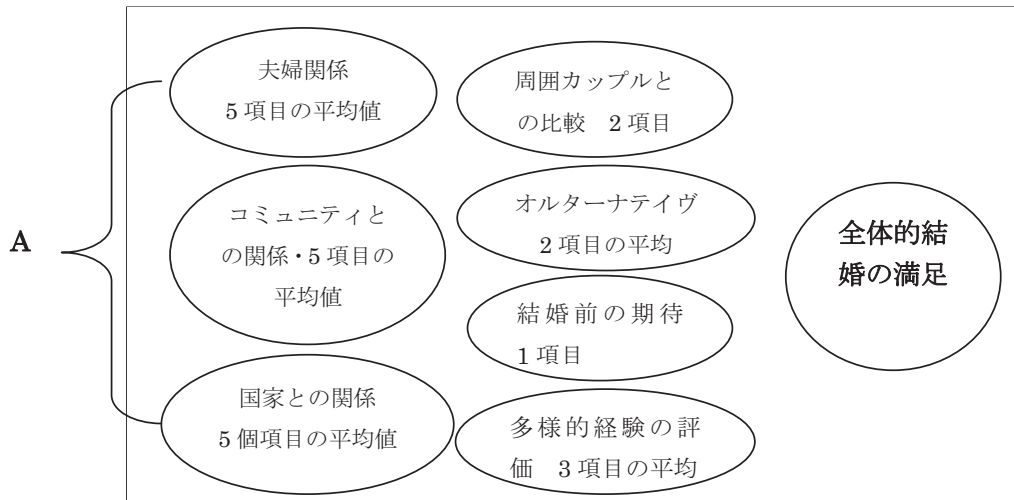 A
夫婦関係
5 項目の平均値
コミュニティと
の関係・5 項目の
平均値
国家との関係
5 個項目の平均値
周囲カップルと
の比較　2 項目
オルターナテイヴ
2 項目の平均
結婚前の期待
1 項目
多様的経験の評
価　3 項目の平均
全体的結
婚の満足